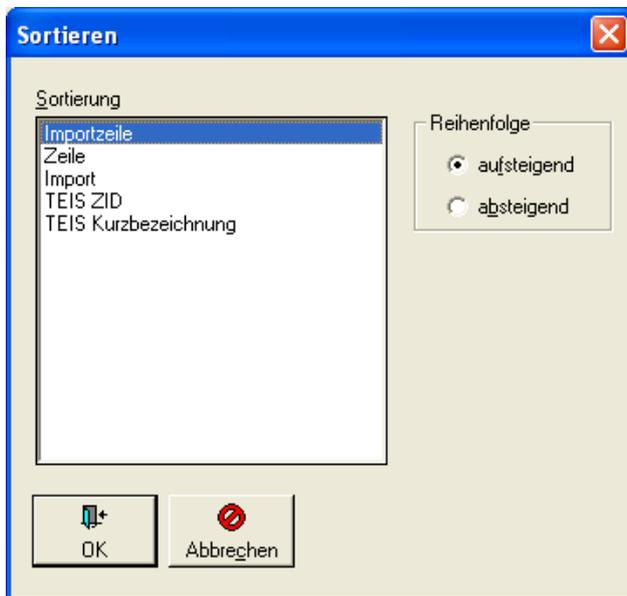 Sortieren
Sortierung
Importzeile
Zeile
Import
TEIS ZID
TEIS Kurzbezeichnung
Reihenfolge
aufsteigend
absteigend
OK
Abbrechen